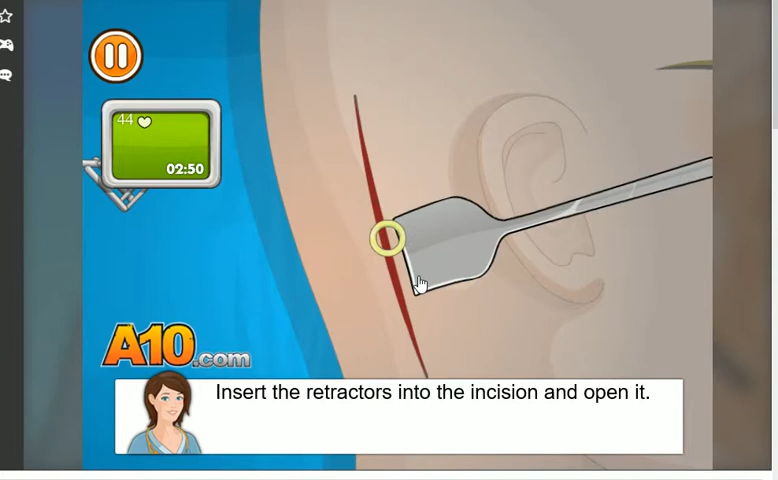 44
02:50
A10.com
Insert the retractors into the incision and open it.